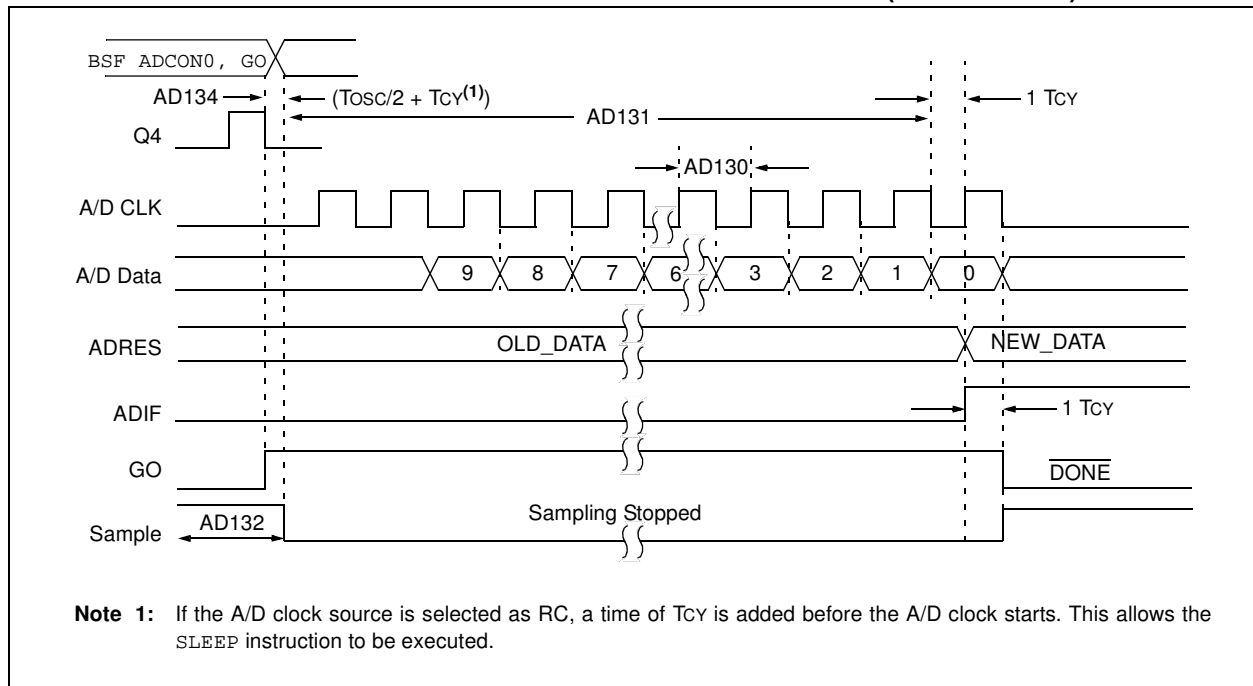 BSF ADCON0, GO
AD134
(TOSC/2 + TCY(1))
1 TCY
AD131
Q4
AD130
A/D CLK
A/D Data
9 8 7 6 3 2 1 0
ADRES
OLD_DATA
NEW_DATA
ADIF
1 TCY
GO
DONE
Sample
AD132
Sampling Stopped
Note 1: If the A/D clock source is selected as RC, a time of TCY is added before the A/D clock starts. This allows the
SLEEP instruction to be executed.